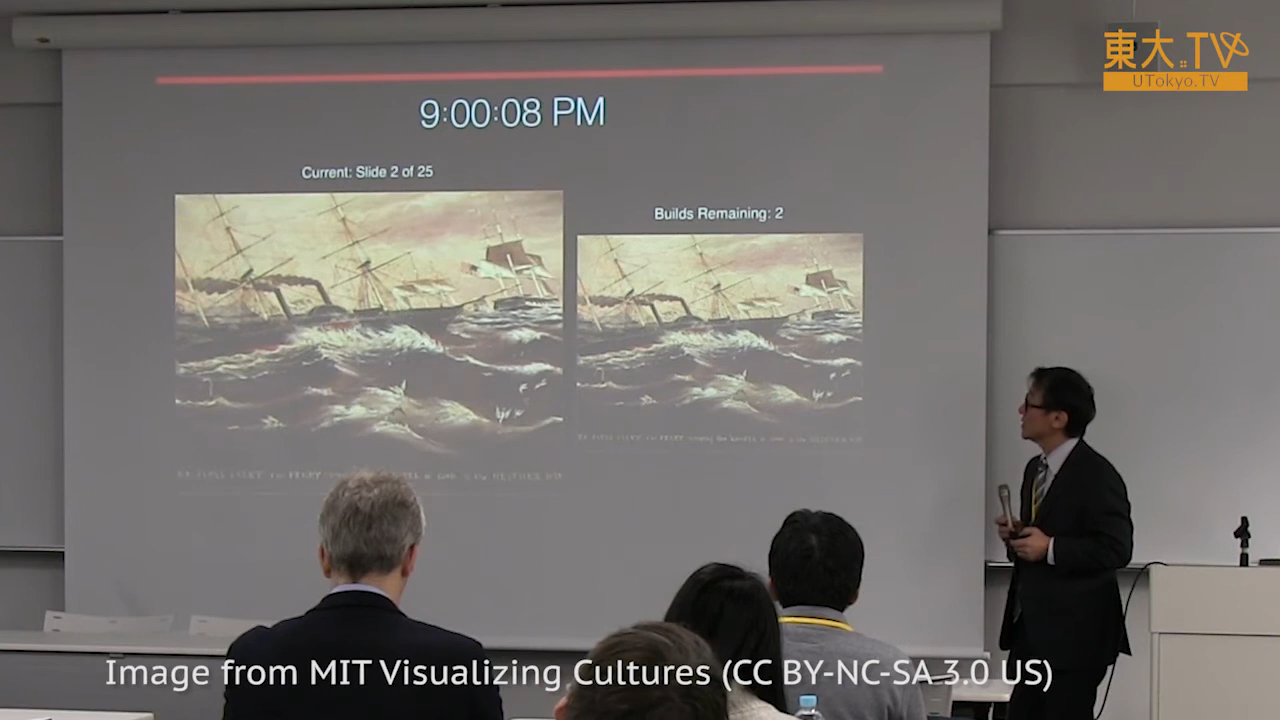 東大.TV
UTokyo.TV
9:00:08 PM
Current: Slide 2 of 25
Builds Remaining: 2
Image from MIT Visualizing Cultures (CC BY-NC-SA 3.0 US)